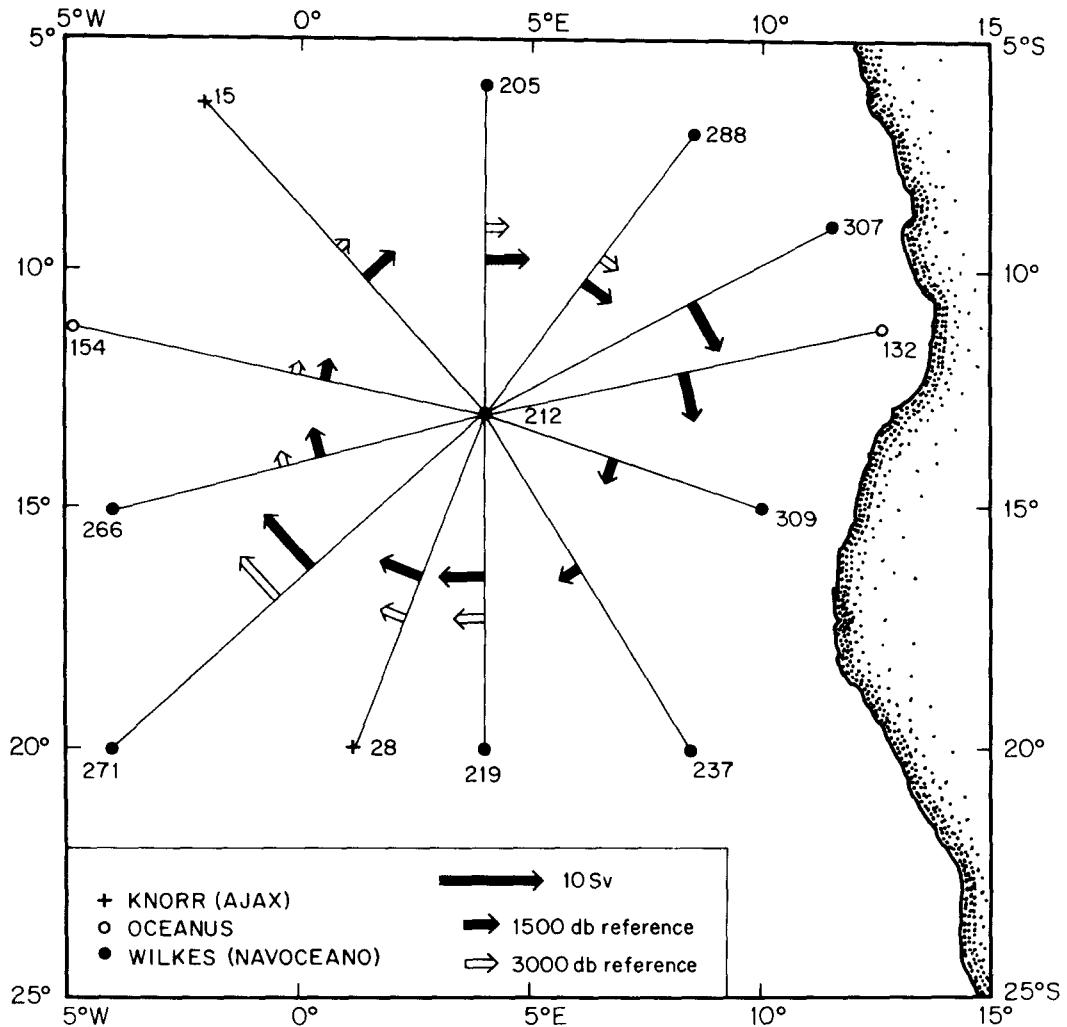 5°W 0° 5°E 10° 15
5° 5°S
15
205
288
307
10° 10°
154
132
212
15° 15°
266
309
20° 20°
271
28
219
237
10 Sv
+ KNORR (AJAX)
1500 db reference
○ OCEANUS
● WILKES (NAVOCEANO)
3000 db reference
25° 25°S
5°W 0° 5°E 10° 15°